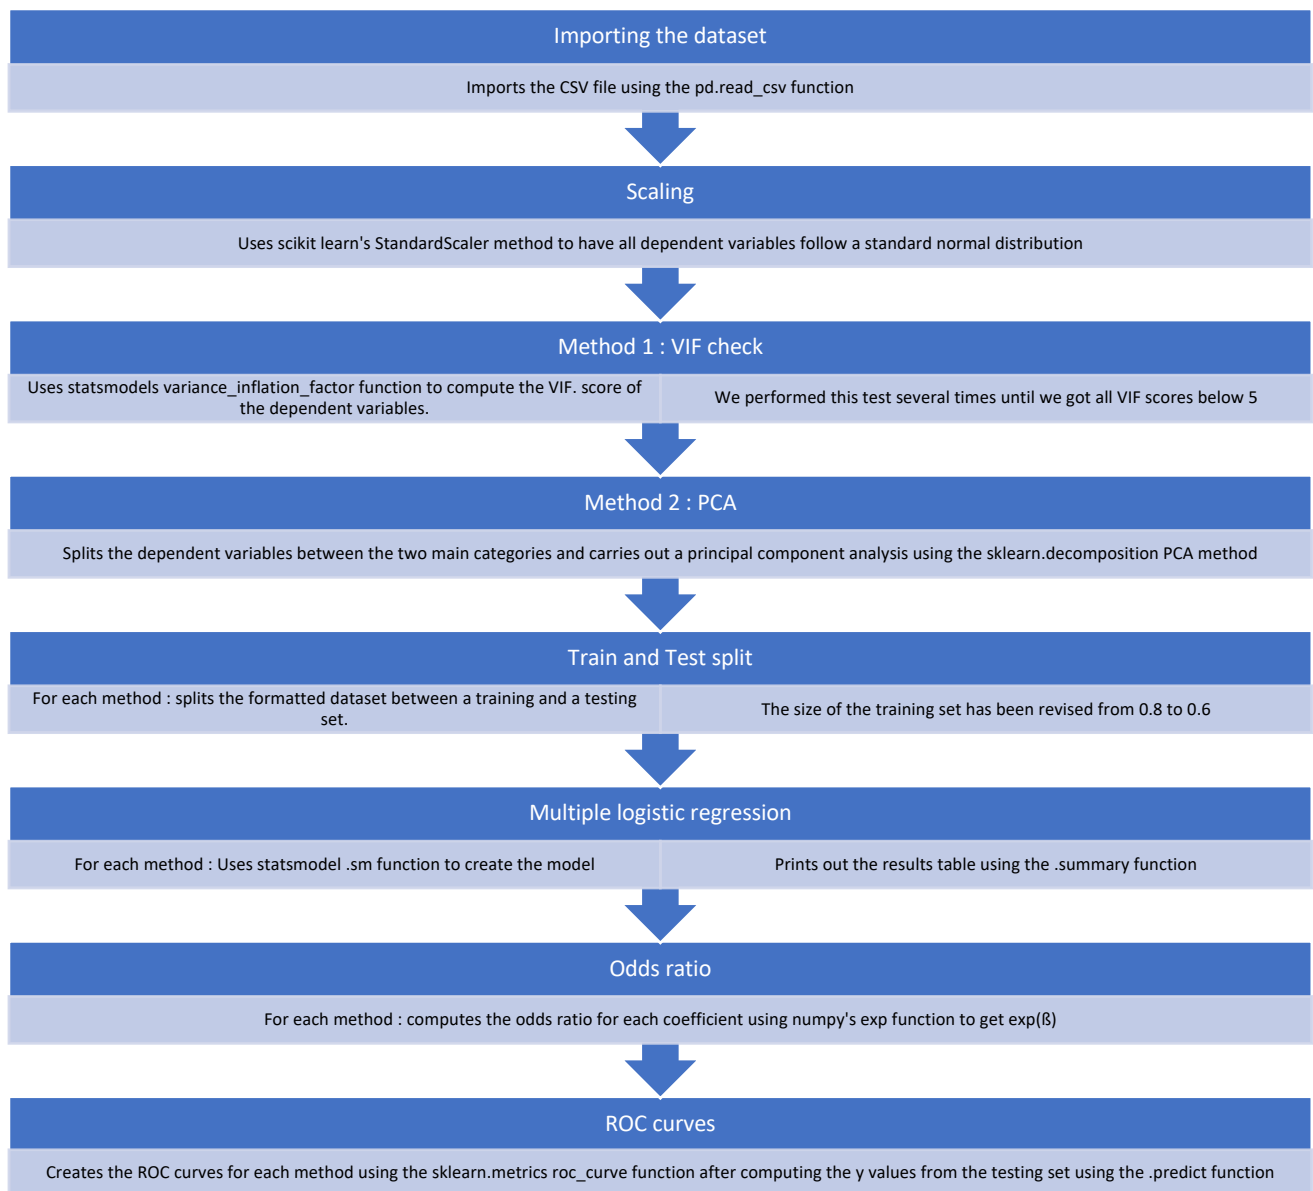 Importing the dataset
Imports the CSV file using the pd.read_csv function
Scaling
Uses scikit learn's StandardScaler method to have all dependent variables follow a standard normal distribution
Method 1 : VIF check
Uses statsmodels variance_inflation_factor function to compute the VIF. score of
the dependent variables.
We performed this test several times until we got all VIF scores below 5
Method 2 : PCA
Splits the dependent variables between the two main categories and carries out a principal component analysis using the sklearn.decomposition PCA method
Train and Test split
For each method : splits the formatted dataset between a training and a testing
set.
The size of the training set has been revised from 0.8 to 0.6
Multiple logistic regression
For each method : Uses statsmodel .sm function to create the model
Prints out the results table using the .summary function
Odds ratio
For each method : computes the odds ratio for each coefficient using numpy's exp function to get exp(ß)
ROC curves
Creates the ROC curves for each method using the sklearn.metrics roc_curve function after computing the y values from the testing set using the .predict function